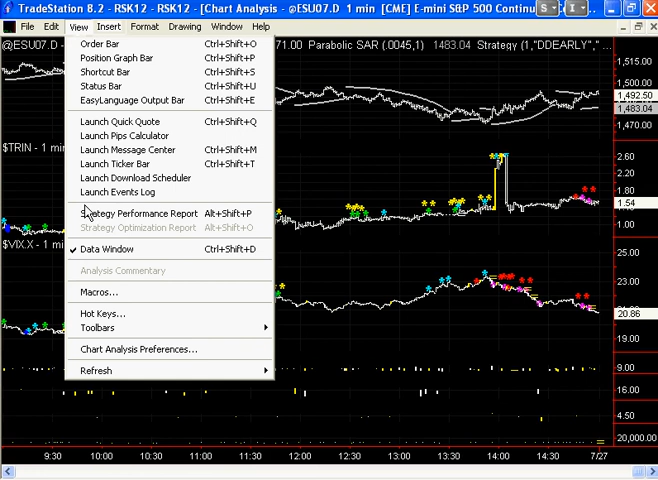 TradeStation 8.2 - RSK12 - RSK12 - [Chart Analysis - @ESU07.D 1 min [CME] E-mini S&P 500 Continu
S
I
File Edit View Insert Format Drawing Window Help
@ESU07.D - 1 min
71.00 Parabolic SAR (.0045,1) 1483.04 Strategy (1,"DDEARLY","
Order Bar Ctrl+Shift+O
Position Graph Bar Ctrl+Shift+P
Shortcut Bar Ctrl+Shift+S
Status Bar Ctrl+Shift+U
EasyLanguage Output Bar Ctrl+Shift+E
Launch Quick Quote Ctrl+Shift+Q
Launch Pips Calculator
Launch Message Center Ctrl+Shift+M
Launch Ticker Bar Ctrl+Shift+T
Launch Download Scheduler
Launch Events Log
Strategy Performance Report Alt+Shift+P
Strategy Optimization Report Alt+Shift+O
Data Window Ctrl+Shift+D
Analysis Commentary
Macros...
Hot Keys...
Toolbars
Chart Analysis Preferences...
Refresh
1,515.00
1,500.00
1,492.50
1,483.04
1,470.00
$TRIN - 1 min
2.60
2.20
1.80
1.54
1.00
$VIX.X - 1 min
25.00
23.00
20.86
19.00
9.00
16.00
4.50
20,000.00
9:30 10:00 10:30 11:00 11:30 12:00 12:30 13:00 13:30 14:00 14:30 7/27